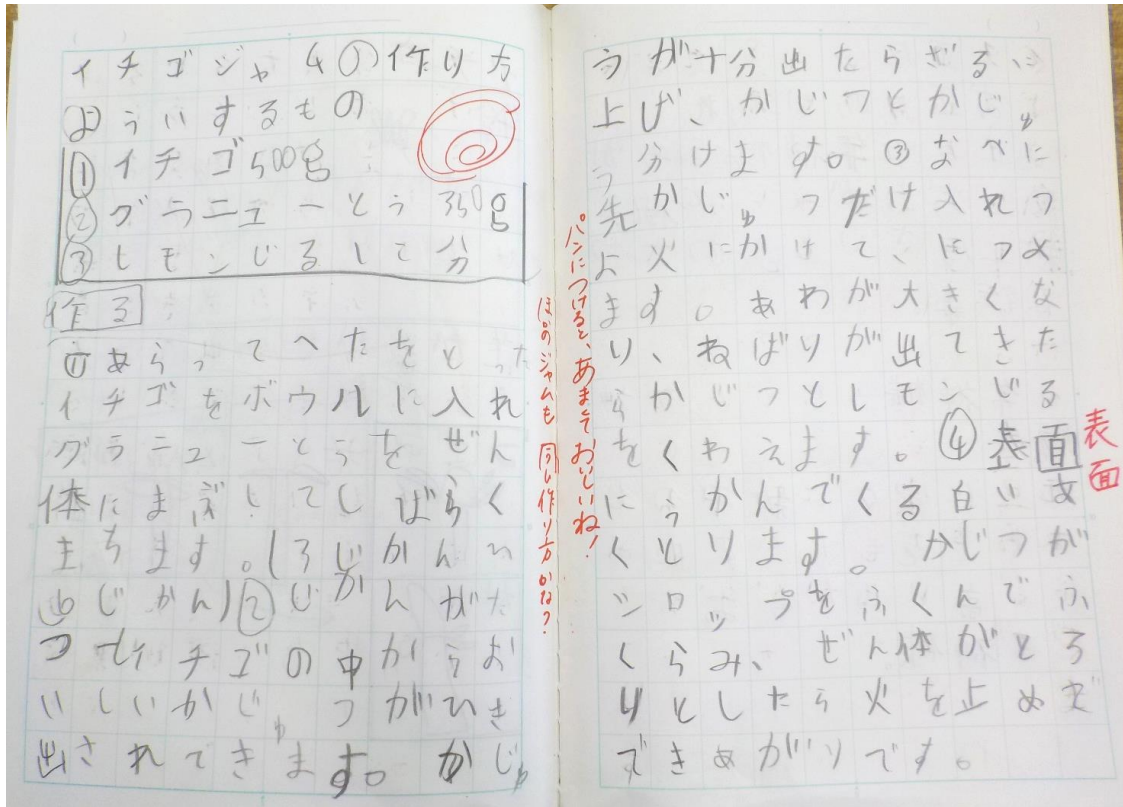 イチゴジャムの作り方
よういするもの
①イチゴ500g
②グラニューとう350g
③レモンじるして分
作る
①あらってへたをとった
イチゴをボウルに入れ
グラニューとうをぜん
体にまぶしてしばらく
まちます。(3じかんい
6じかん)②じかんがた
つとイチゴの中からお
いしいかじゅうがひき
出されてきます。かじゅ
うが十分出たらざるに
上げ、かじつとかじゅ
う分けます。③なべに
先かじゅつだけ入れつ
よ火にかけて、につめ
ます。あわが大きくな
り、ねばりが出てきた
らかじつとレモンじる
をくわえます。④表面
にうかんでくる白い
くとります。かじつが
シロップをふくんでふ
くらみ、ぜん体がとろ
りとしたら火を止め
できあがりです。
パンにつけると、あまくておいしいね!
ほかのジャムも同じ作り方かな?
表面